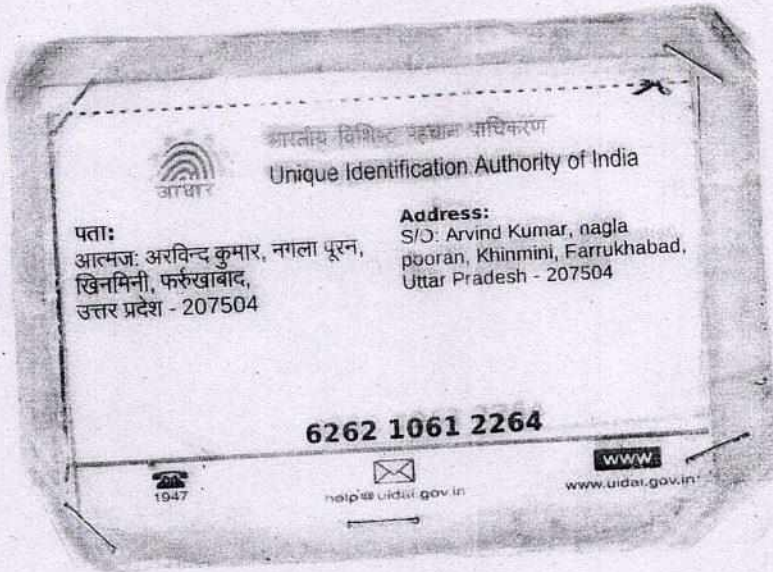 भारतीय विशिष्ट पहचान प्राधिकरण
Unique Identification Authority of India
आधार
पता:
आत्मज: अरविन्द कुमार, नगला पूरन,
खिनमिनी, फर्रुखाबाद,
उत्तर प्रदेश - 207504
Address:
S/O: Arvind Kumar, nagla
pooran, Khinmini, Farrukhabad,
Uttar Pradesh - 207504
6262 1061 2264
1947
help@uidai.gov.in
www
www.uidai.gov.in